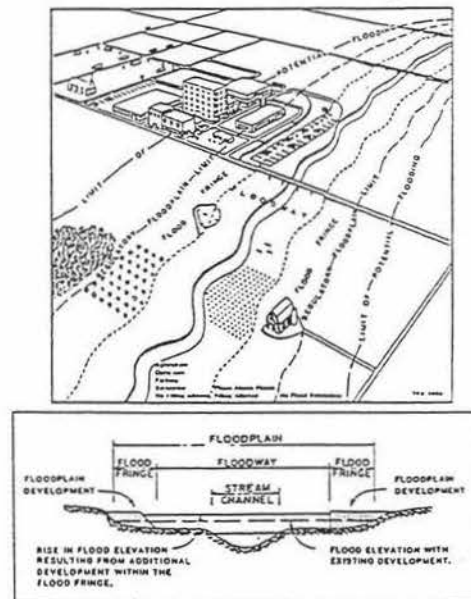 LIMIT OF POTENTIAL FLOOD
REGULATORY FLOODPLAIN LIMIT
FLOOD FRINGE
FLOODWAY
FLOOD FRINGE
REGULATORY FLOODPLAIN LIMIT
LIMIT OF POTENTIAL FLOODING
FLOODPLAIN
FLOOD FRINGE
FLOODWAY
FLOOD FRINGE
FLOODPLAIN DEVELOPMENT
STREAM CHANNEL
FLOODPLAIN DEVELOPMENT
RISE IN FLOOD ELEVATION
RESULTING FROM ADDITIONAL
DEVELOPMENT WITHIN THE
FLOOD FRINGE.
FLOOD ELEVATION WITH
EXISTING DEVELOPMENT.